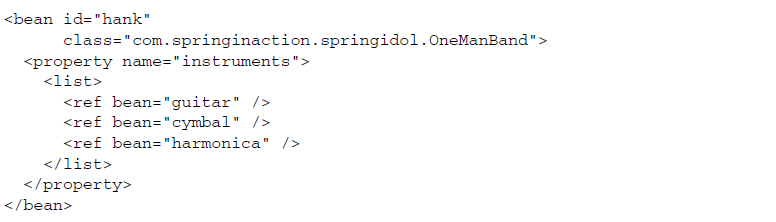 <bean id="hank"
      class="com.springinaction.springidol.OneManBand">
  <property name="instruments">
    <list>
      <ref bean="guitar" />
      <ref bean="cymbal" />
      <ref bean="harmonica" />
    </list>
  </property>
</bean>